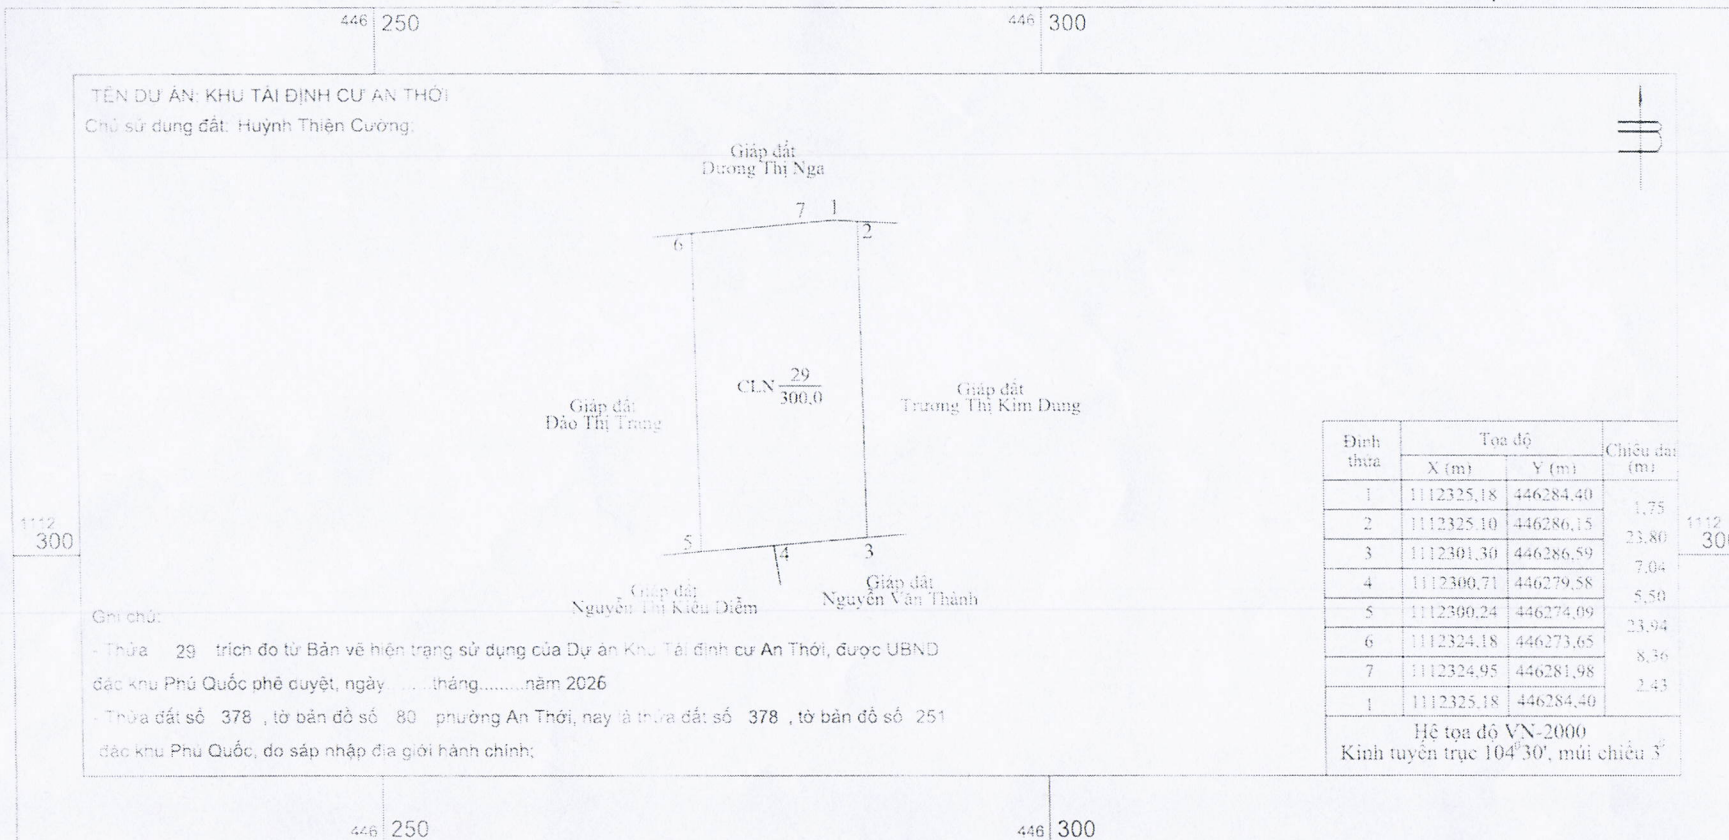 446 250
446 300
TÊN DỰ ÁN: KHU TÁI ĐỊNH CƯ AN THỚI
Chủ sử dụng đất: Huỳnh Thiện Cường;
Giáp đất
Dương Thị Nga
7 1
2
6
CLN 29
300,0
Giáp đất
Đào Thị Trang
Giáp đất
Trương Thị Kim Dung
5 4 3
Giáp đất
Nguyễn Thị Kiều Diễm
Giáp đất
Nguyễn Văn Thành
1112
300
1112
300
Đỉnh thửa Tọa độ Chiều dài (m)
X (m) Y (m)
1 1112325,18 446284,40
1,75
2 1112325,10 446286,15
23,80
3 1112301,30 446286,59
7,04
4 1112300,71 446279,58
5,50
5 1112300,24 446274,09
23,94
6 1112324,18 446273,65
8,36
7 1112324,95 446281,98
2,43
1 1112325,18 446284,40
Hệ tọa độ VN-2000
Kinh tuyến trục 104°30', múi chiếu 3°
Ghi chú:
- Thửa 29 trích đo từ Bản vẽ hiện trạng sử dụng của Dự án Khu Tái định cư An Thới, được UBND
đặc khu Phú Quốc phê duyệt, ngày........tháng.........năm 2026
- Thửa đất số 378 , tờ bản đồ số 80 phường An Thới, nay là thửa đất số 378 , tờ bản đồ số 251
đặc khu Phú Quốc, do sáp nhập địa giới hành chính;
446 250
446 300